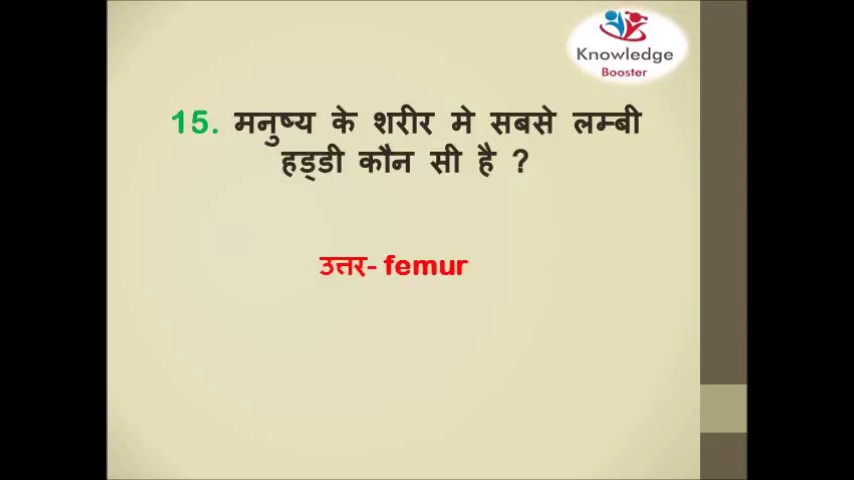 Knowledge
Booster
15. मनुष्य के शरीर मे सबसे लम्बी
हड्डी कौन सी है ?
उत्तर- femur